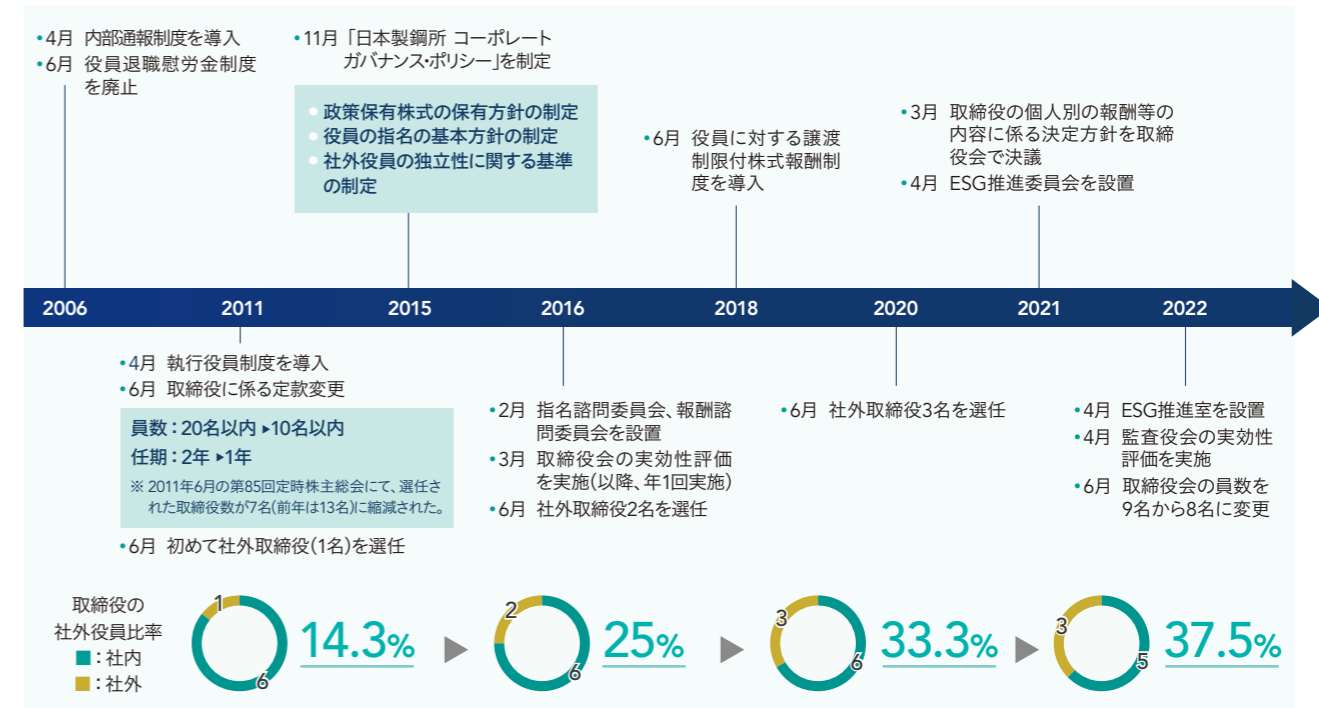 •4月 内部通報制度を導入
•6月 役員退職慰労金制度
を廃止
•11月 「日本製鋼所 コーポレート
ガバナンス・ポリシー」を制定
● 政策保有株式の保有方針の制定
● 役員の指名の基本方針の制定
● 社外役員の独立性に関する基準
の制定
•6月 役員に対する譲渡
制限付株式報酬制
度を導入
•3月 取締役の個人別の報酬等の
内容に係る決定方針を取締
役会で決議
•4月 ESG推進委員会を設置
2006 2011 2015 2016 2018 2020 2021 2022
•4月 執行役員制度を導入
•6月 取締役に係る定款変更
員数：20名以内 ▶10名以内
任期：2年 ▶1年
※ 2011年6月の第85回定時株主総会にて、選任さ
れた取締役数が7名(前年は13名)に縮減された。
•6月 初めて社外取締役(1名)を選任
•2月 指名諮問委員会、報酬諮
問委員会を設置
•3月 取締役会の実効性評価
を実施(以降、年1回実施)
•6月 社外取締役2名を選任
•6月 社外取締役3名を選任
•4月 ESG推進室を設置
•4月 監査役会の実効性
評価を実施
•6月 取締役会の員数を
9名から8名に変更
取締役の
社外役員比率
■：社内
■：社外
1
6
14.3%
2
6
25%
3
6
33.3%
3
5
37.5%